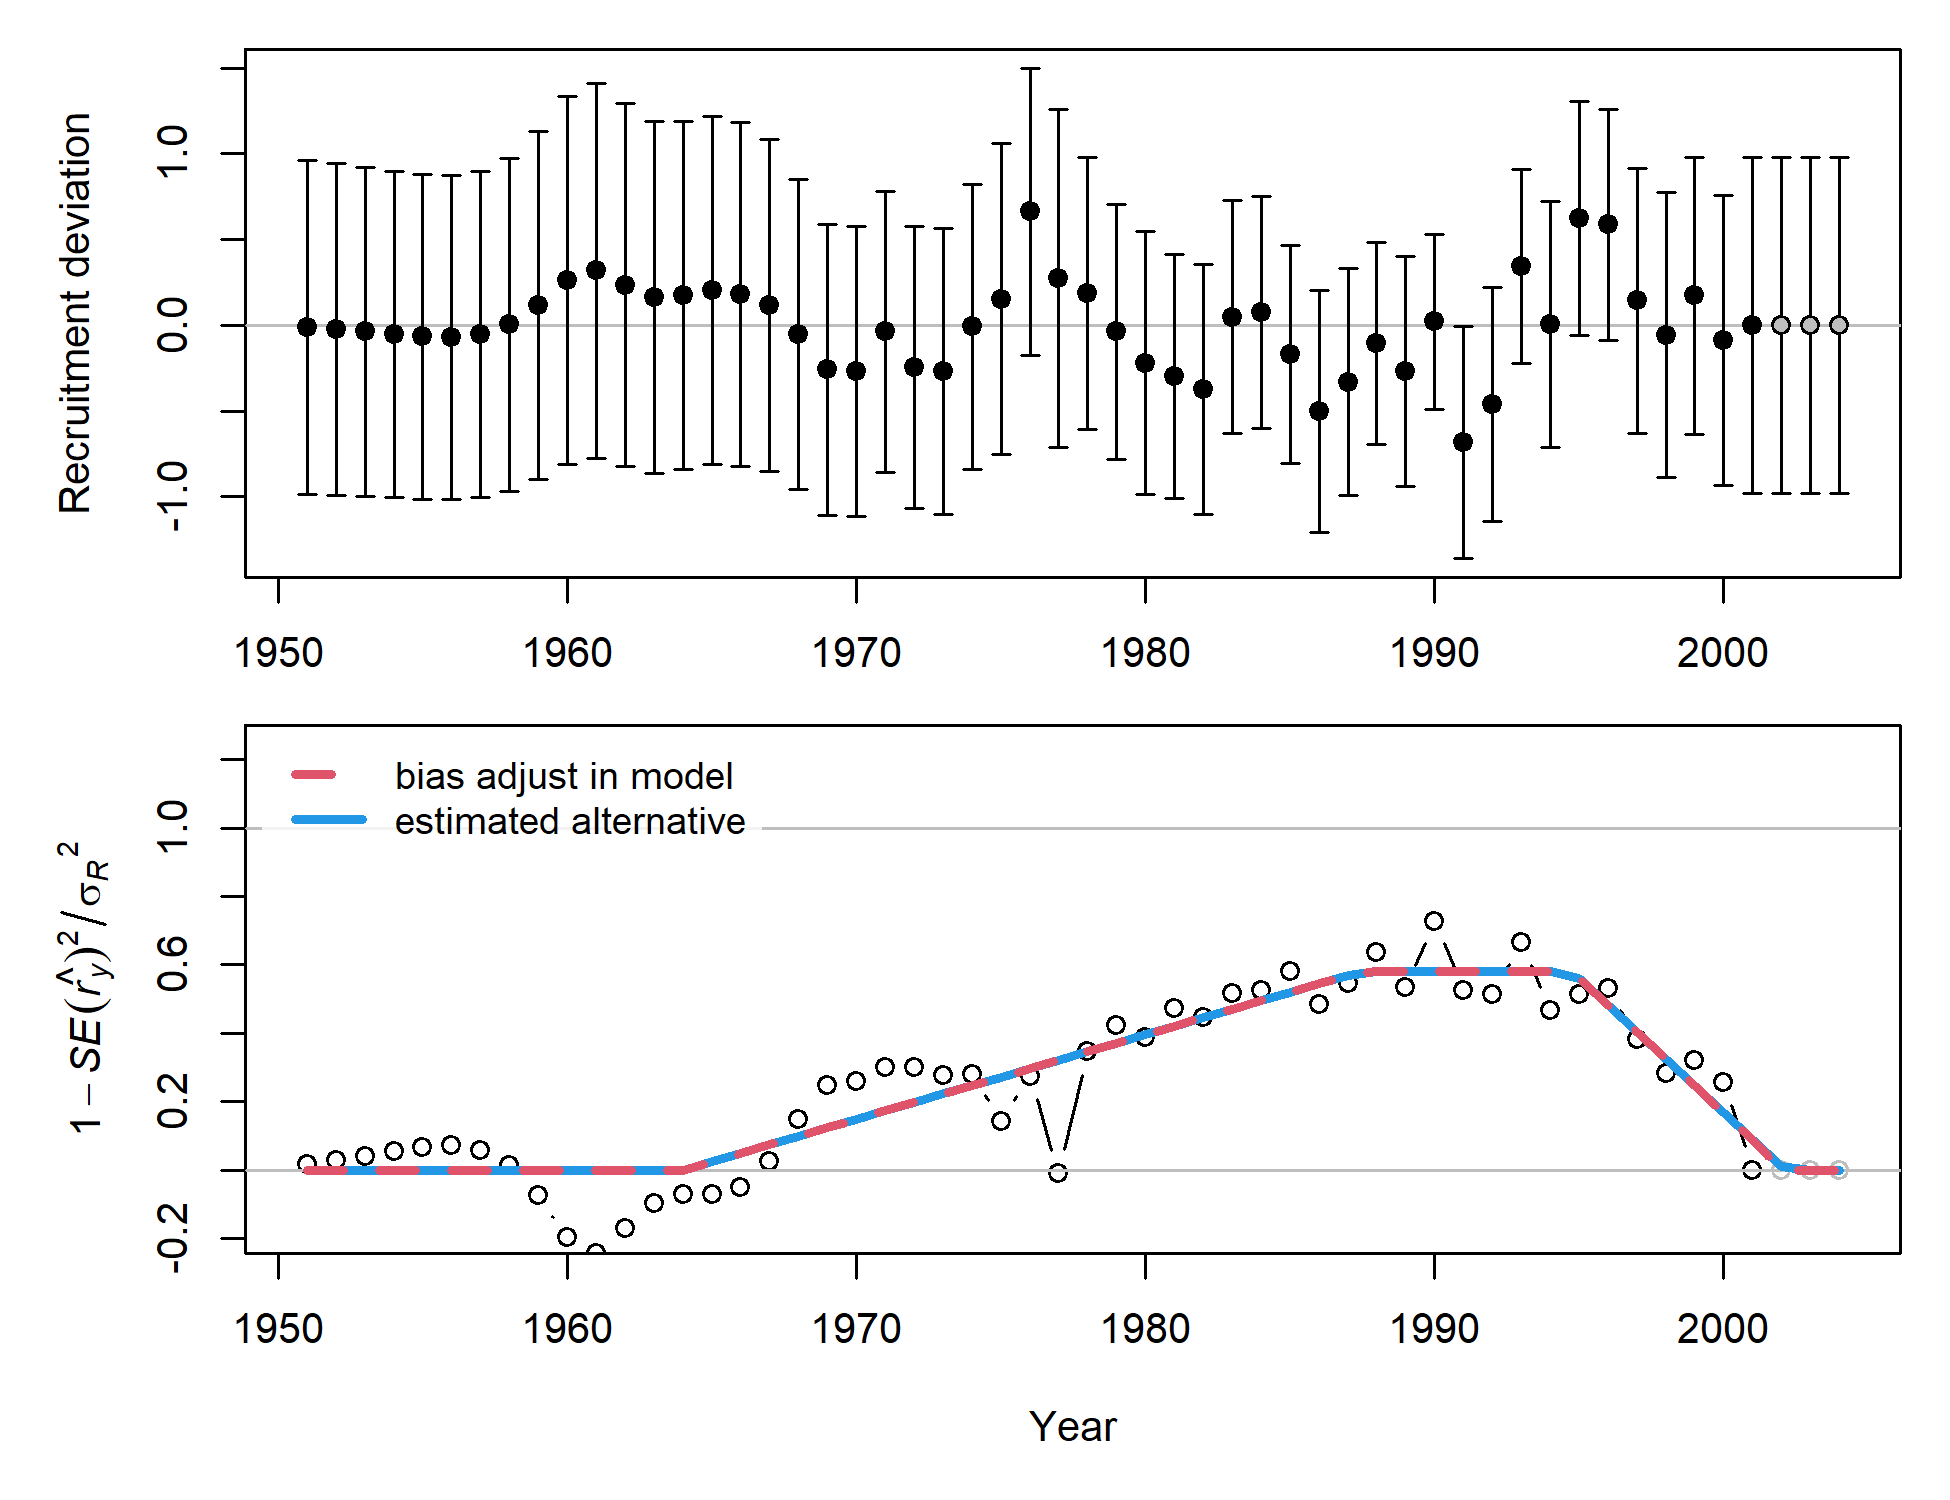 Recruitment deviation
1.0
0.0
-1.0
1950 1960 1970 1980 1990 2000
bias adjust in model
estimated alternative
1 − SE(r̂y)² / σR²
1.0
0.6
0.2
-0.2
1950 1960 1970 1980 1990 2000
Year